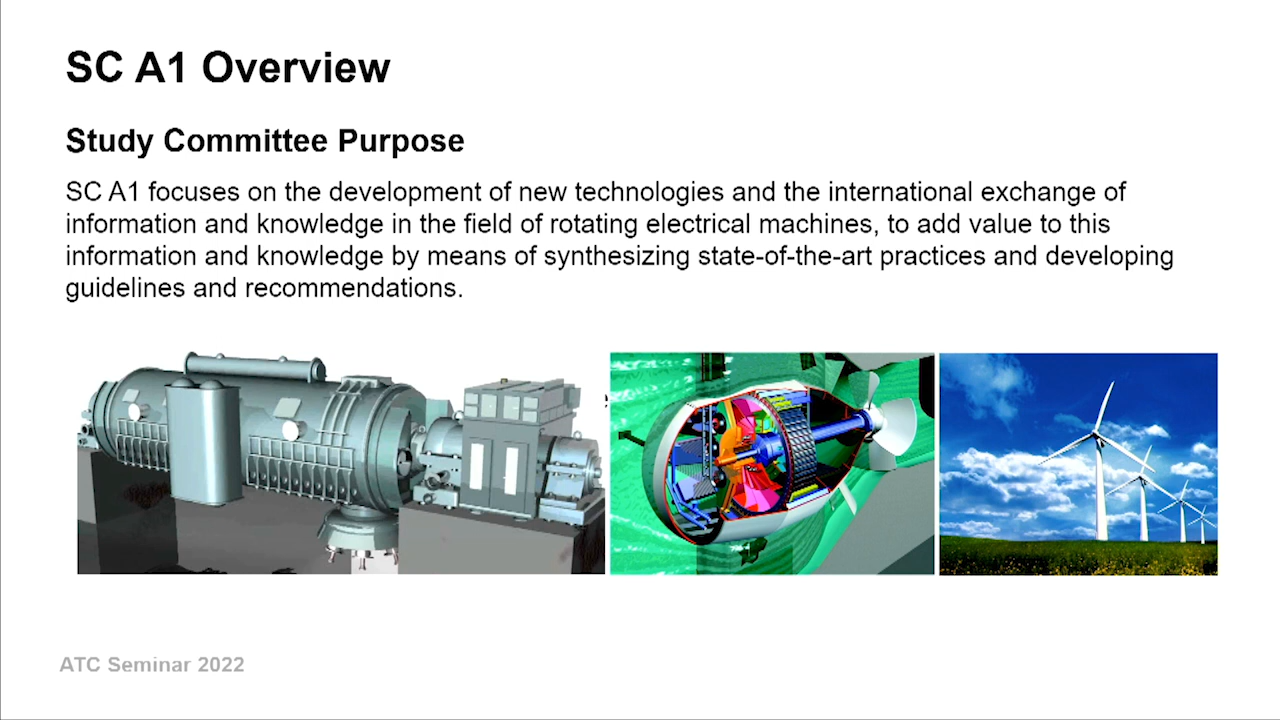 SC A1 Overview
Study Committee Purpose
SC A1 focuses on the development of new technologies and the international exchange of
information and knowledge in the field of rotating electrical machines, to add value to this
information and knowledge by means of synthesizing state-of-the-art practices and developing
guidelines and recommendations.
ATC Seminar 2022